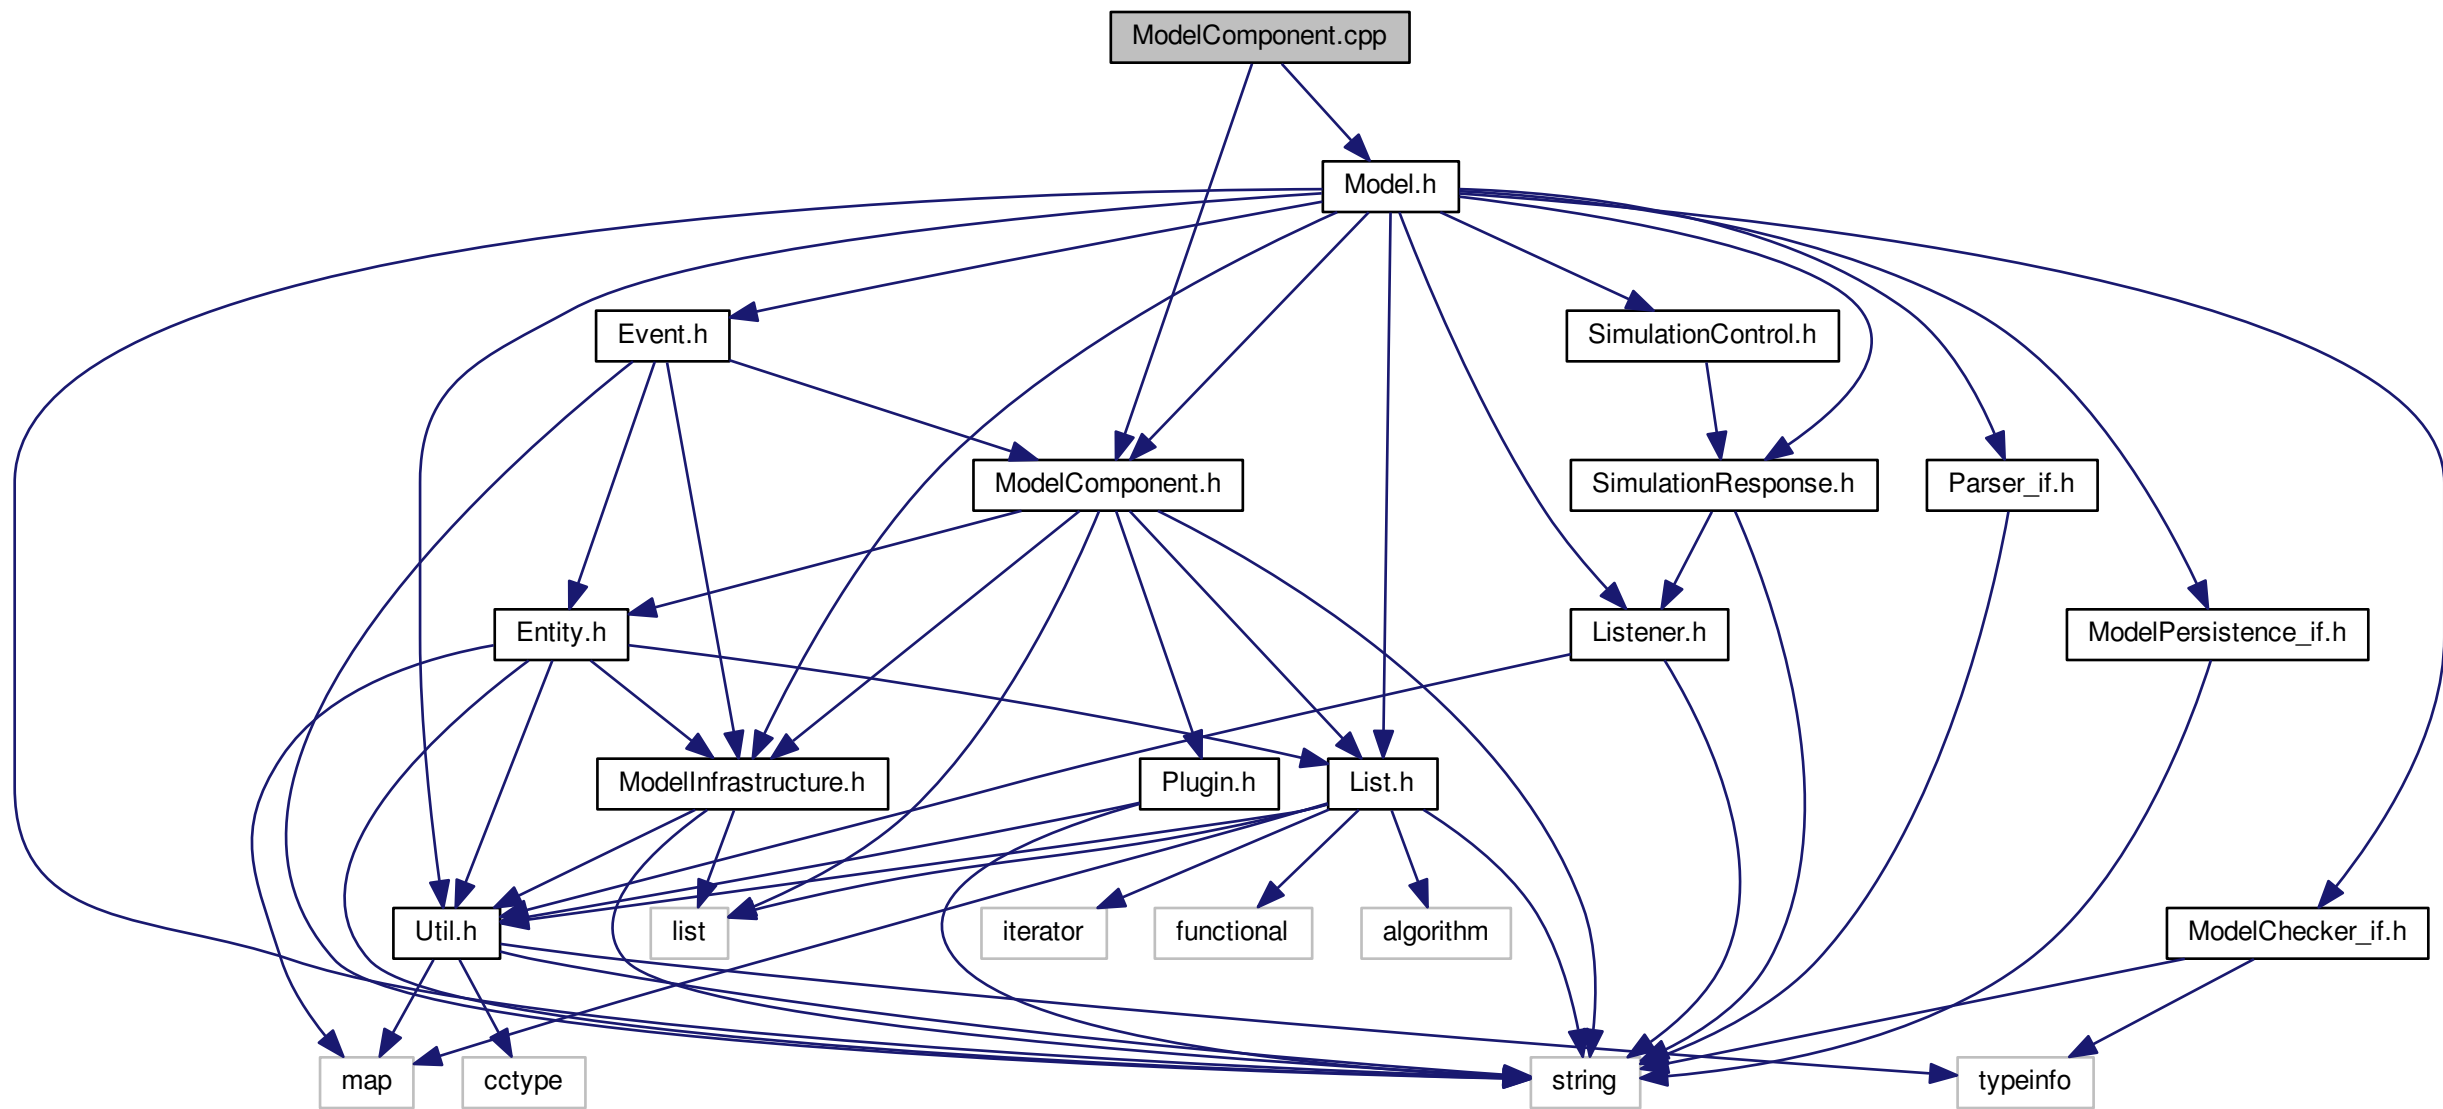 ModelComponent.cpp
Model.h
Event.h
SimulationControl.h
ModelComponent.h
SimulationResponse.h
Parser_if.h
Entity.h
Listener.h
ModelPersistence_if.h
ModelInfrastructure.h
Plugin.h
List.h
Util.h
list
iterator
functional
algorithm
ModelChecker_if.h
map
cctype
string
typeinfo